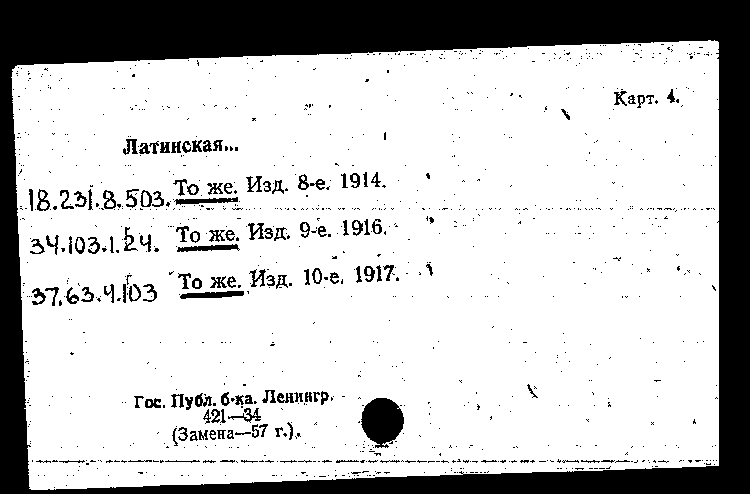 Карт. 4.
Латинская...
18.231.8.503. То же. Изд. 8-е. 1914.
34.103.1.24. То же. Изд. 9-е. 1916.
37.63.4.103 То же. Изд. 10-е. 1917.
Гос. Публ. б-ка. Ленингр.
421—34
(Замена—57 г.).